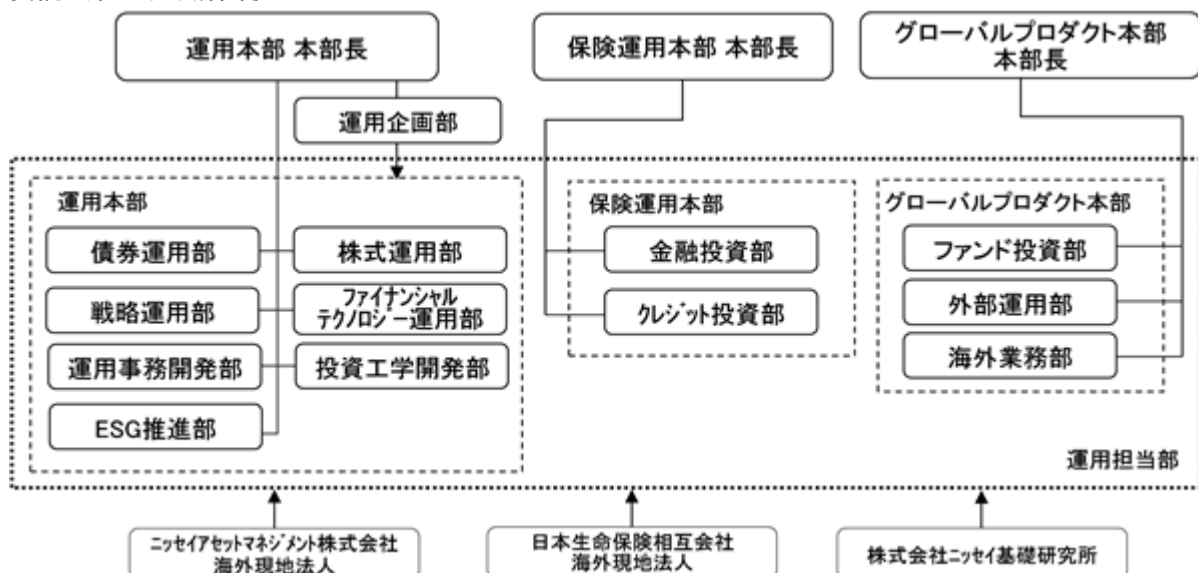 運用本部 本部長
保険運用本部 本部長
グローバルプロダクト本部
本部長
運用企画部
運用本部
債券運用部
株式運用部
戦略運用部
ファイナンシャル
テクノロジー運用部
運用事務開発部
投資工学開発部
ESG推進部
保険運用本部
金融投資部
クレジット投資部
グローバルプロダクト本部
ファンド投資部
外部運用部
海外業務部
運用担当部
ニッセイアセットマネジメント株式会社
海外現地法人
日本生命保険相互会社
海外現地法人
株式会社ニッセイ基礎研究所